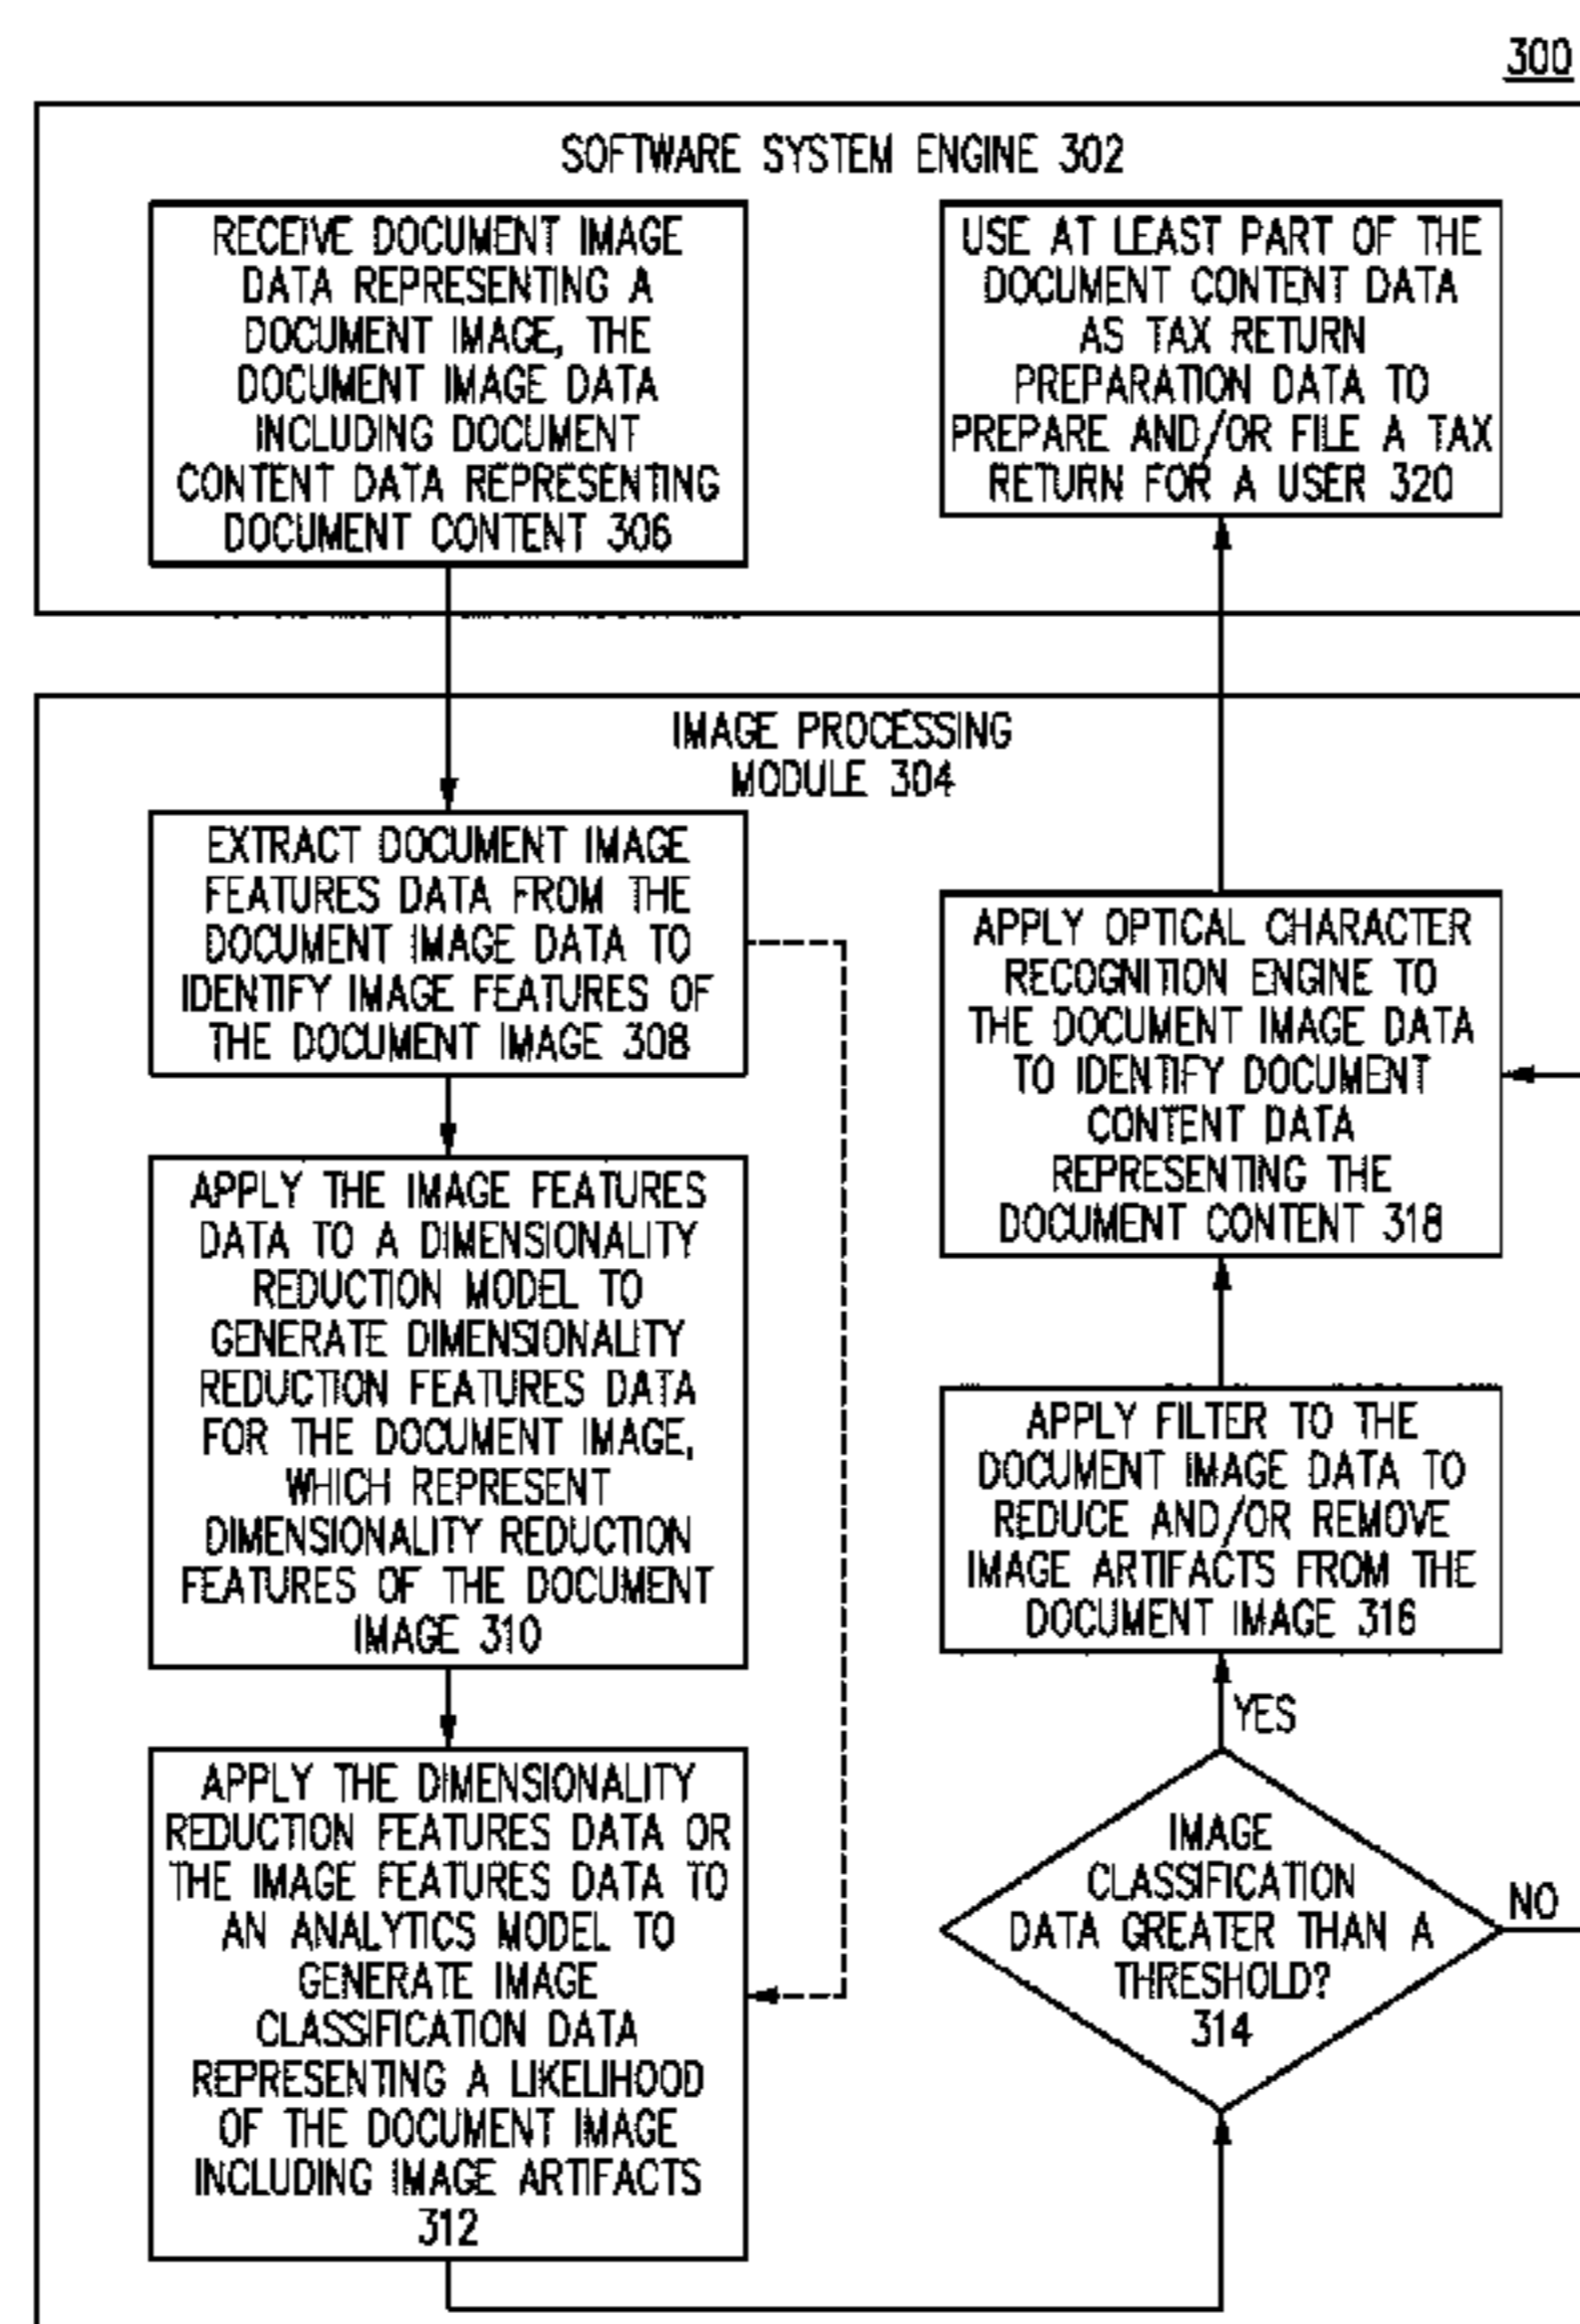 300
SOFTWARE SYSTEM ENGINE 302
RECEIVE DOCUMENT IMAGE
DATA REPRESENTING A
DOCUMENT IMAGE, THE
DOCUMENT IMAGE DATA
INCLUDING DOCUMENT
CONTENT DATA REPRESENTING
DOCUMENT CONTENT 306
USE AT LEAST PART OF THE
DOCUMENT CONTENT DATA
AS TAX RETURN
PREPARATION DATA TO
PREPARE AND/OR FILE A TAX
RETURN FOR A USER 320
IMAGE PROCESSING
MODULE 304
EXTRACT DOCUMENT IMAGE
FEATURES DATA FROM THE
DOCUMENT IMAGE DATA TO
IDENTIFY IMAGE FEATURES OF
THE DOCUMENT IMAGE 308
APPLY THE IMAGE FEATURES
DATA TO A DIMENSIONALITY
REDUCTION MODEL TO
GENERATE DIMENSIONALITY
REDUCTION FEATURES DATA
FOR THE DOCUMENT IMAGE,
WHICH REPRESENT
DIMENSIONALITY REDUCTION
FEATURES OF THE DOCUMENT
IMAGE 310
APPLY THE DIMENSIONALITY
REDUCTION FEATURES DATA OR
THE IMAGE FEATURES DATA TO
AN ANALYTICS MODEL TO
GENERATE IMAGE
CLASSIFICATION DATA
REPRESENTING A LIKELIHOOD
OF THE DOCUMENT IMAGE
INCLUDING IMAGE ARTIFACTS
312
APPLY OPTICAL CHARACTER
RECOGNITION ENGINE TO
THE DOCUMENT IMAGE DATA
TO IDENTIFY DOCUMENT
CONTENT DATA
REPRESENTING THE
DOCUMENT CONTENT 318
APPLY FILTER TO THE
DOCUMENT IMAGE DATA TO
REDUCE AND/OR REMOVE
IMAGE ARTIFACTS FROM THE
DOCUMENT IMAGE 316
YES
IMAGE
CLASSIFICATION
DATA GREATER THAN A
THRESHOLD?
314
NO